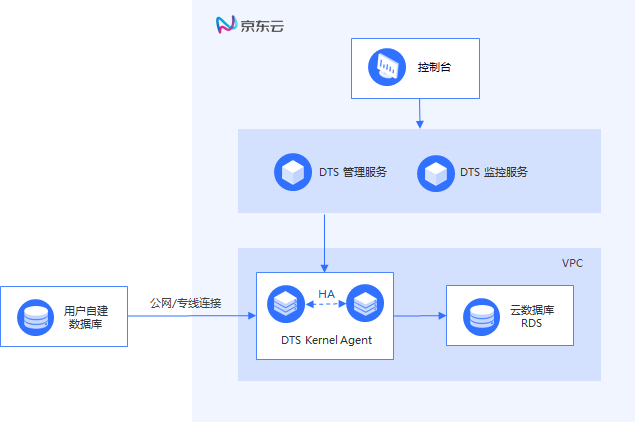 京东云
控制台
DTS 管理服务
DTS 监控服务
VPC
用户自建
数据库
公网/专线连接
HA
DTS Kernel Agent
云数据库
RDS